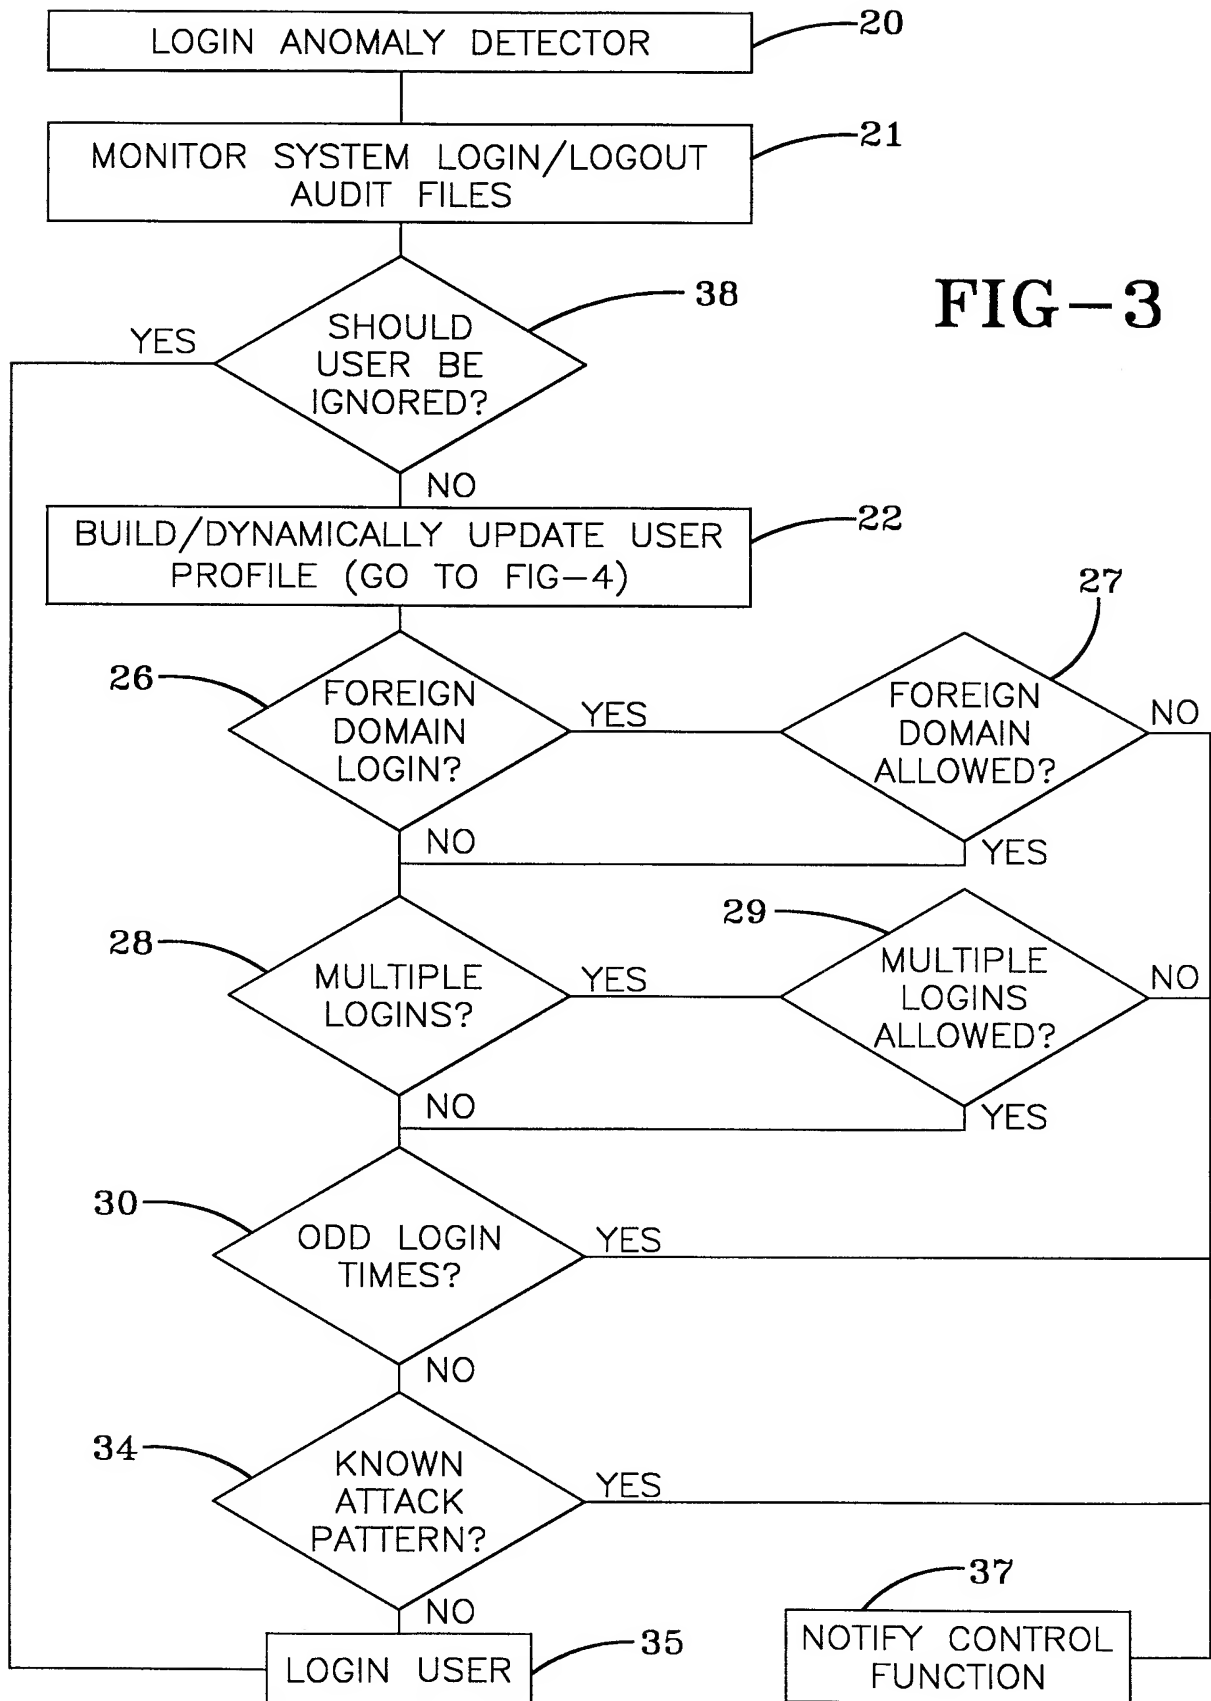 LOGIN ANOMALY DETECTOR
20
MONITOR SYSTEM LOGIN/LOGOUT
AUDIT FILES
21
FIG-3
38
YES
SHOULD
USER BE
IGNORED?
NO
BUILD/DYNAMICALLY UPDATE USER
PROFILE (GO TO FIG-4)
22
26
FOREIGN
DOMAIN
LOGIN?
YES
27
FOREIGN
DOMAIN
ALLOWED?
NO
NO
YES
28
MULTIPLE
LOGINS?
YES
29
MULTIPLE
LOGINS
ALLOWED?
NO
NO
YES
30
ODD LOGIN
TIMES?
YES
NO
34
KNOWN
ATTACK
PATTERN?
YES
NO
LOGIN USER
35
37
NOTIFY CONTROL
FUNCTION